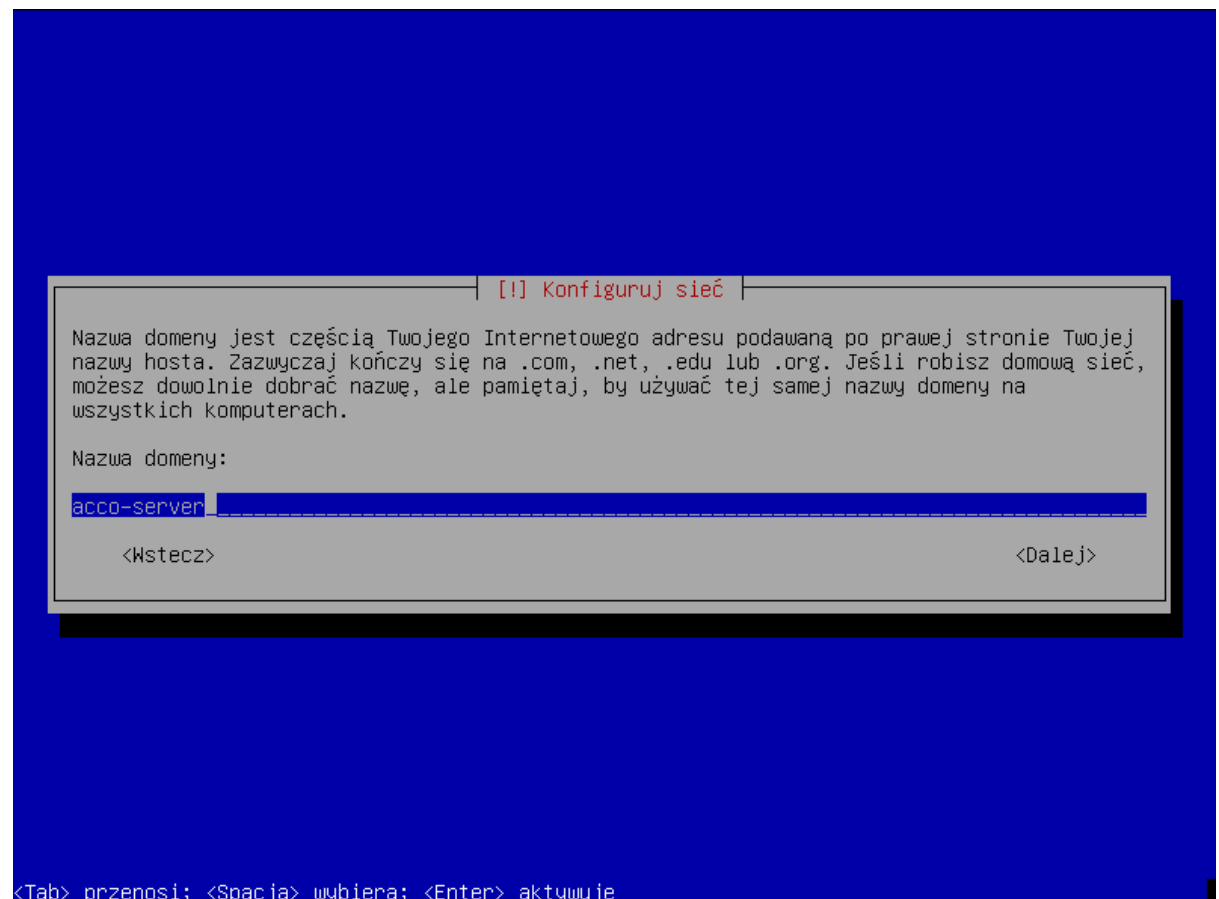 [!] Konfiguruj sieć
Nazwa domeny jest częścią Twojego Internetowego adresu podawaną po prawej stronie Twojej
nazwy hosta. Zazwyczaj kończy się na .com, .net, .edu lub .org. Jeśli robisz domową sieć,
możesz dowolnie dobrać nazwę, ale pamiętaj, by używać tej samej nazwy domeny na
wszystkich komputerach.
Nazwa domeny:
acco-server
<Wstecz> <Dalej>
<Tab> przenosi; <Spacja> wybiera; <Enter> aktywuje